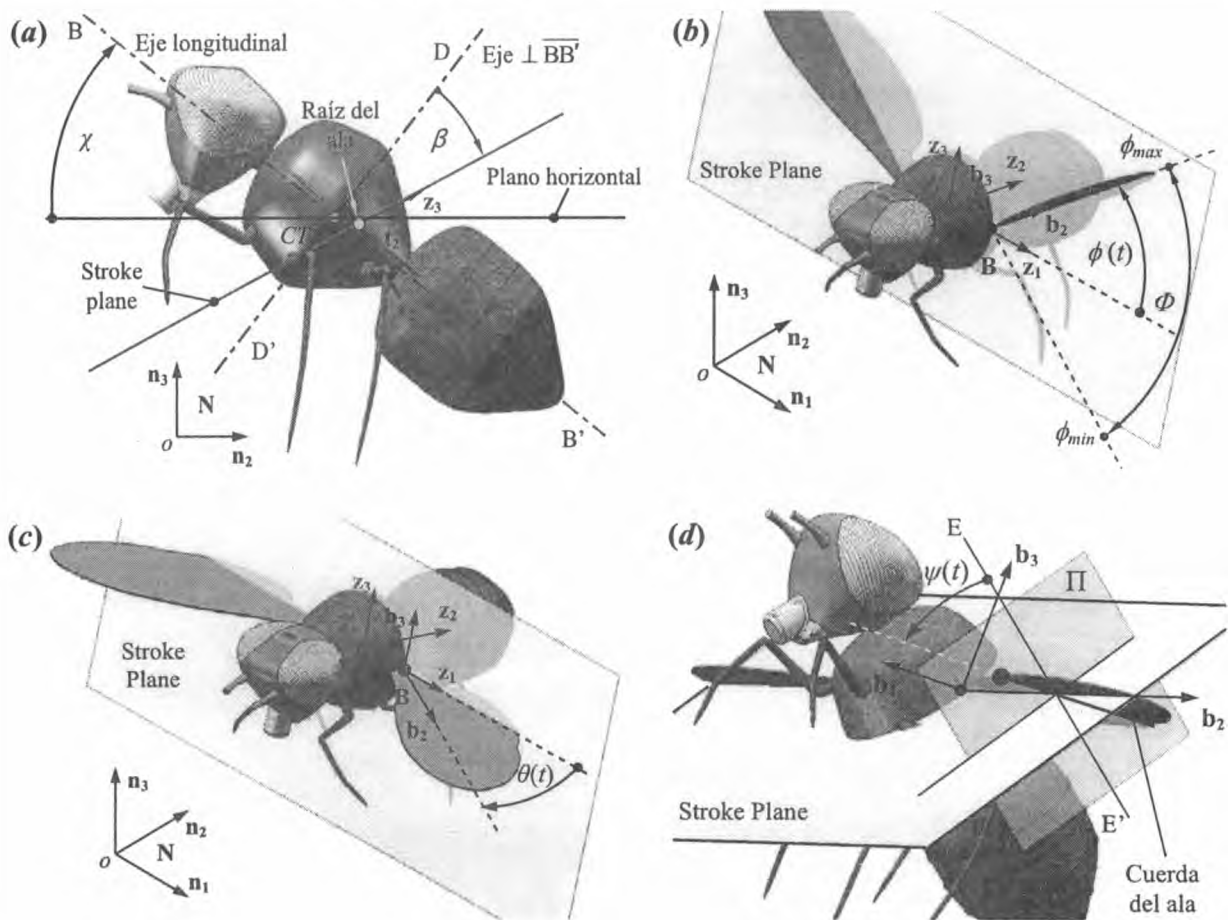 (a)
B
Eje longitudinal
D
Eje ⊥ BB'
Raíz del
ala
χ
β
Plano horizontal
z₃
CT
t₂
Stroke
plane
D'
n₃
N
o
n₂
B'
(b)
Stroke Plane
z₃
z₂
b₃
ϕmax
b₂
B
z₁
ϕ(t)
Φ
n₃
n₂
N
o
n₁
ϕmin
(c)
Stroke
Plane
z₃
b₃
z₂
z₁
B
b₂
θ(t)
n₃
n₂
N
o
n₁
(d)
E
ψ(t)
b₃
Π
b₁
b₂
Stroke Plane
E'
Cuerda
del ala